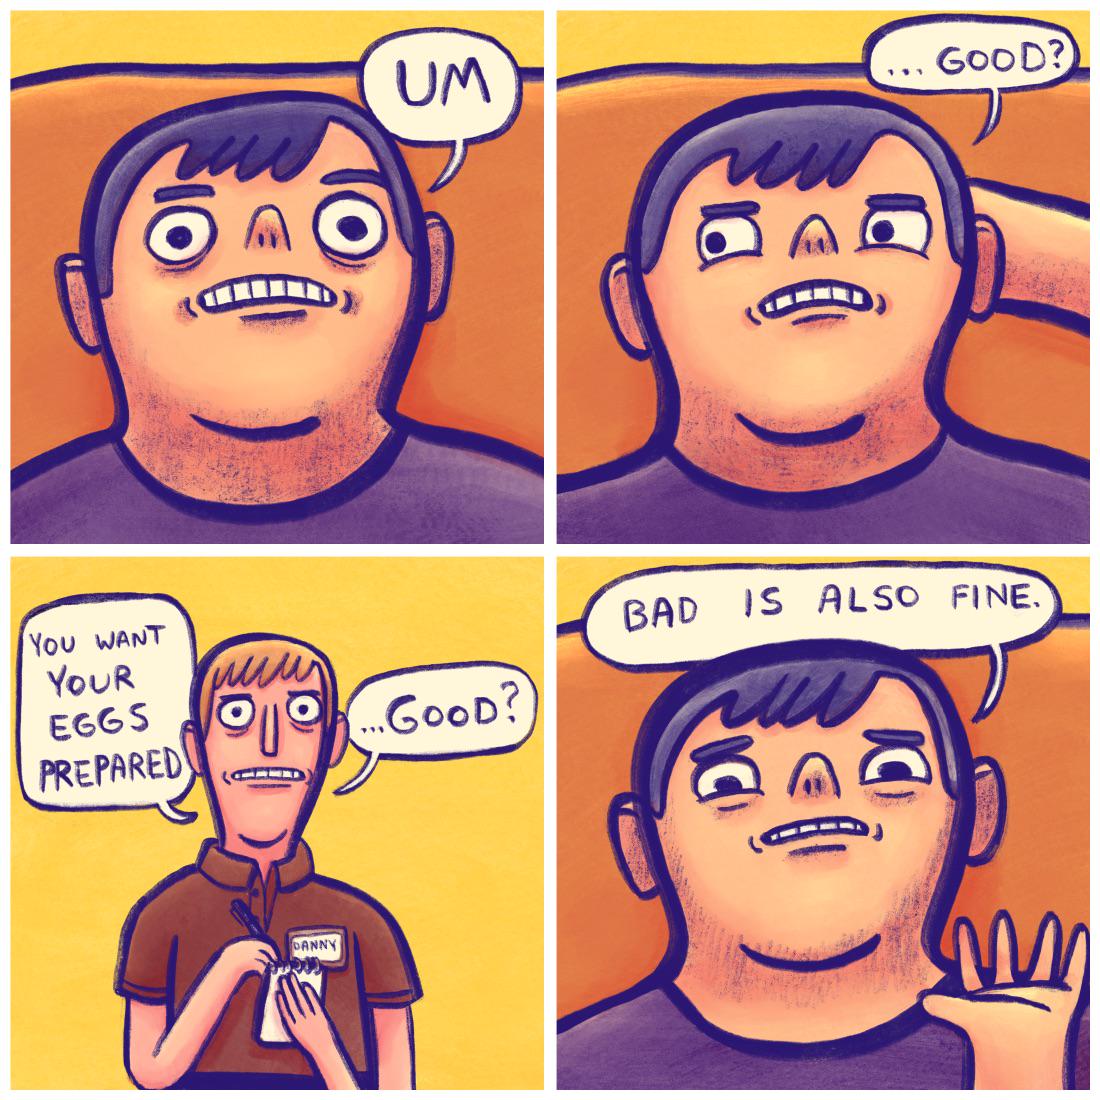 UM
... GOOD?
YOU WANT
YOUR
EGGS
PREPARED
...GOOD?
DANNY
BAD IS ALSO FINE.